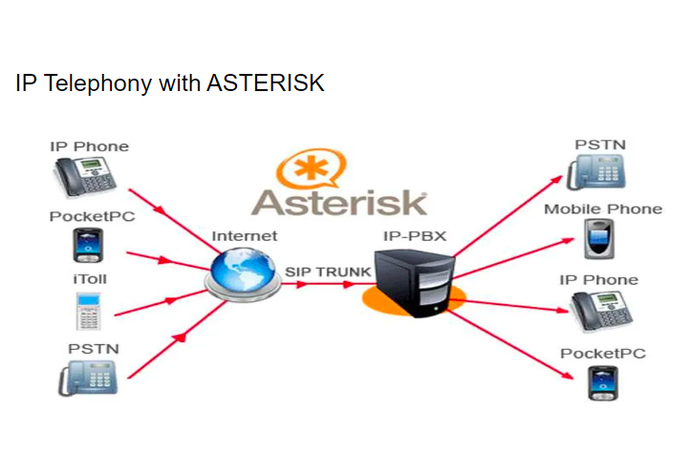 IP Telephony with ASTERISK
IP Phone
PSTN
Asterisk
PocketPC
Mobile Phone
Internet
IP-PBX
SIP TRUNK
iToll
IP Phone
PSTN
PocketPC